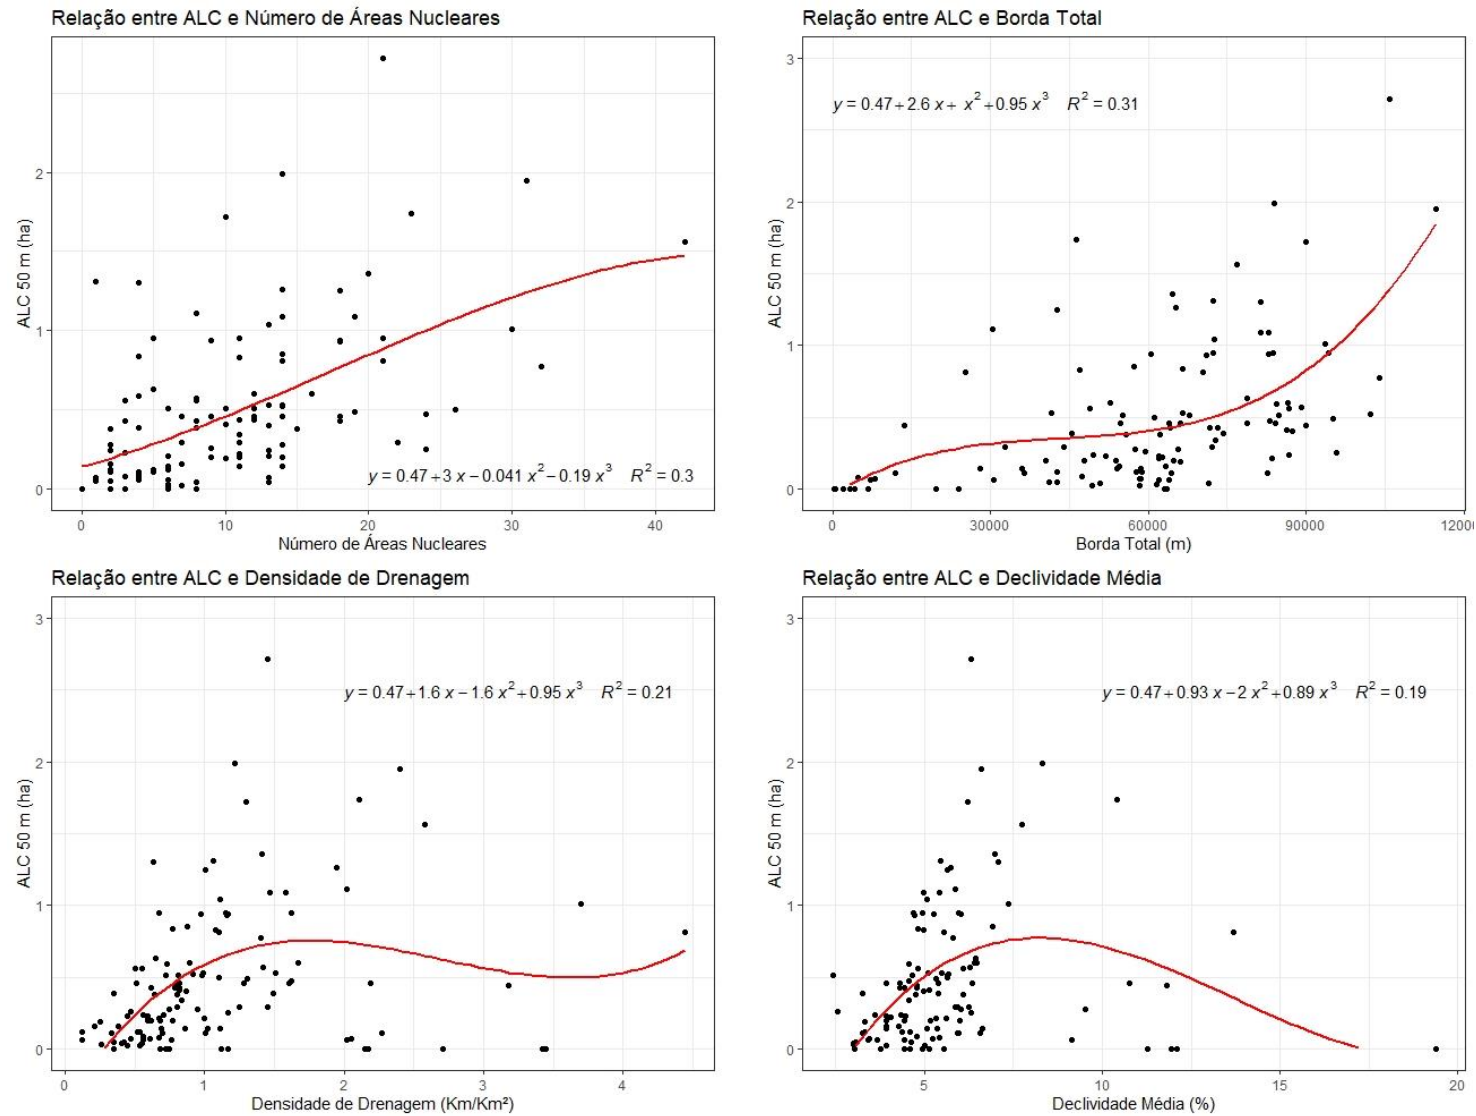 Relação entre ALC e Número de Áreas Nucleares
ALC 50 m (ha)
2
1
0
y = 0.47+3 x−0.041 x² −0.19 x³ R² = 0.3
0 10 20 30 40
Número de Áreas Nucleares
Relação entre ALC e Borda Total
ALC 50 m (ha)
3
2
1
0
y = 0.47+2.6 x+ x² +0.95 x³ R² = 0.31
0 30000 60000 90000 12000
Borda Total (m)
Relação entre ALC e Densidade de Drenagem
ALC 50 m (ha)
3
2
1
0
y = 0.47+1.6 x−1.6 x² +0.95 x³ R² = 0.21
0 1 2 3 4
Densidade de Drenagem (Km/Km²)
Relação entre ALC e Declividade Média
ALC 50 m (ha)
3
2
1
0
y = 0.47+0.93 x−2 x² +0.89 x³ R² = 0.19
5 10 15 20
Declividade Média (%)